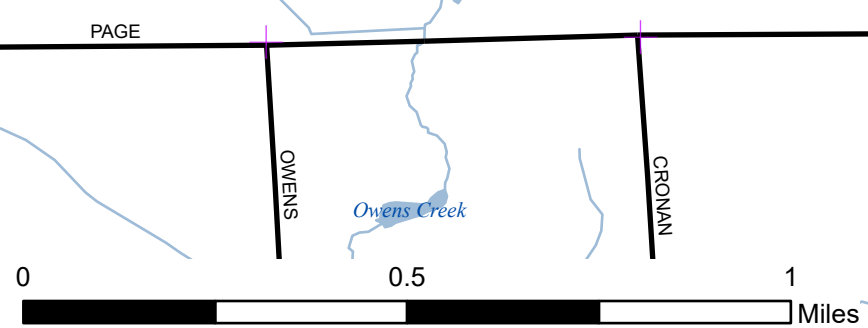 PAGE
OWENS
CRONAN
Owens Creek
0 0.5 1
Miles